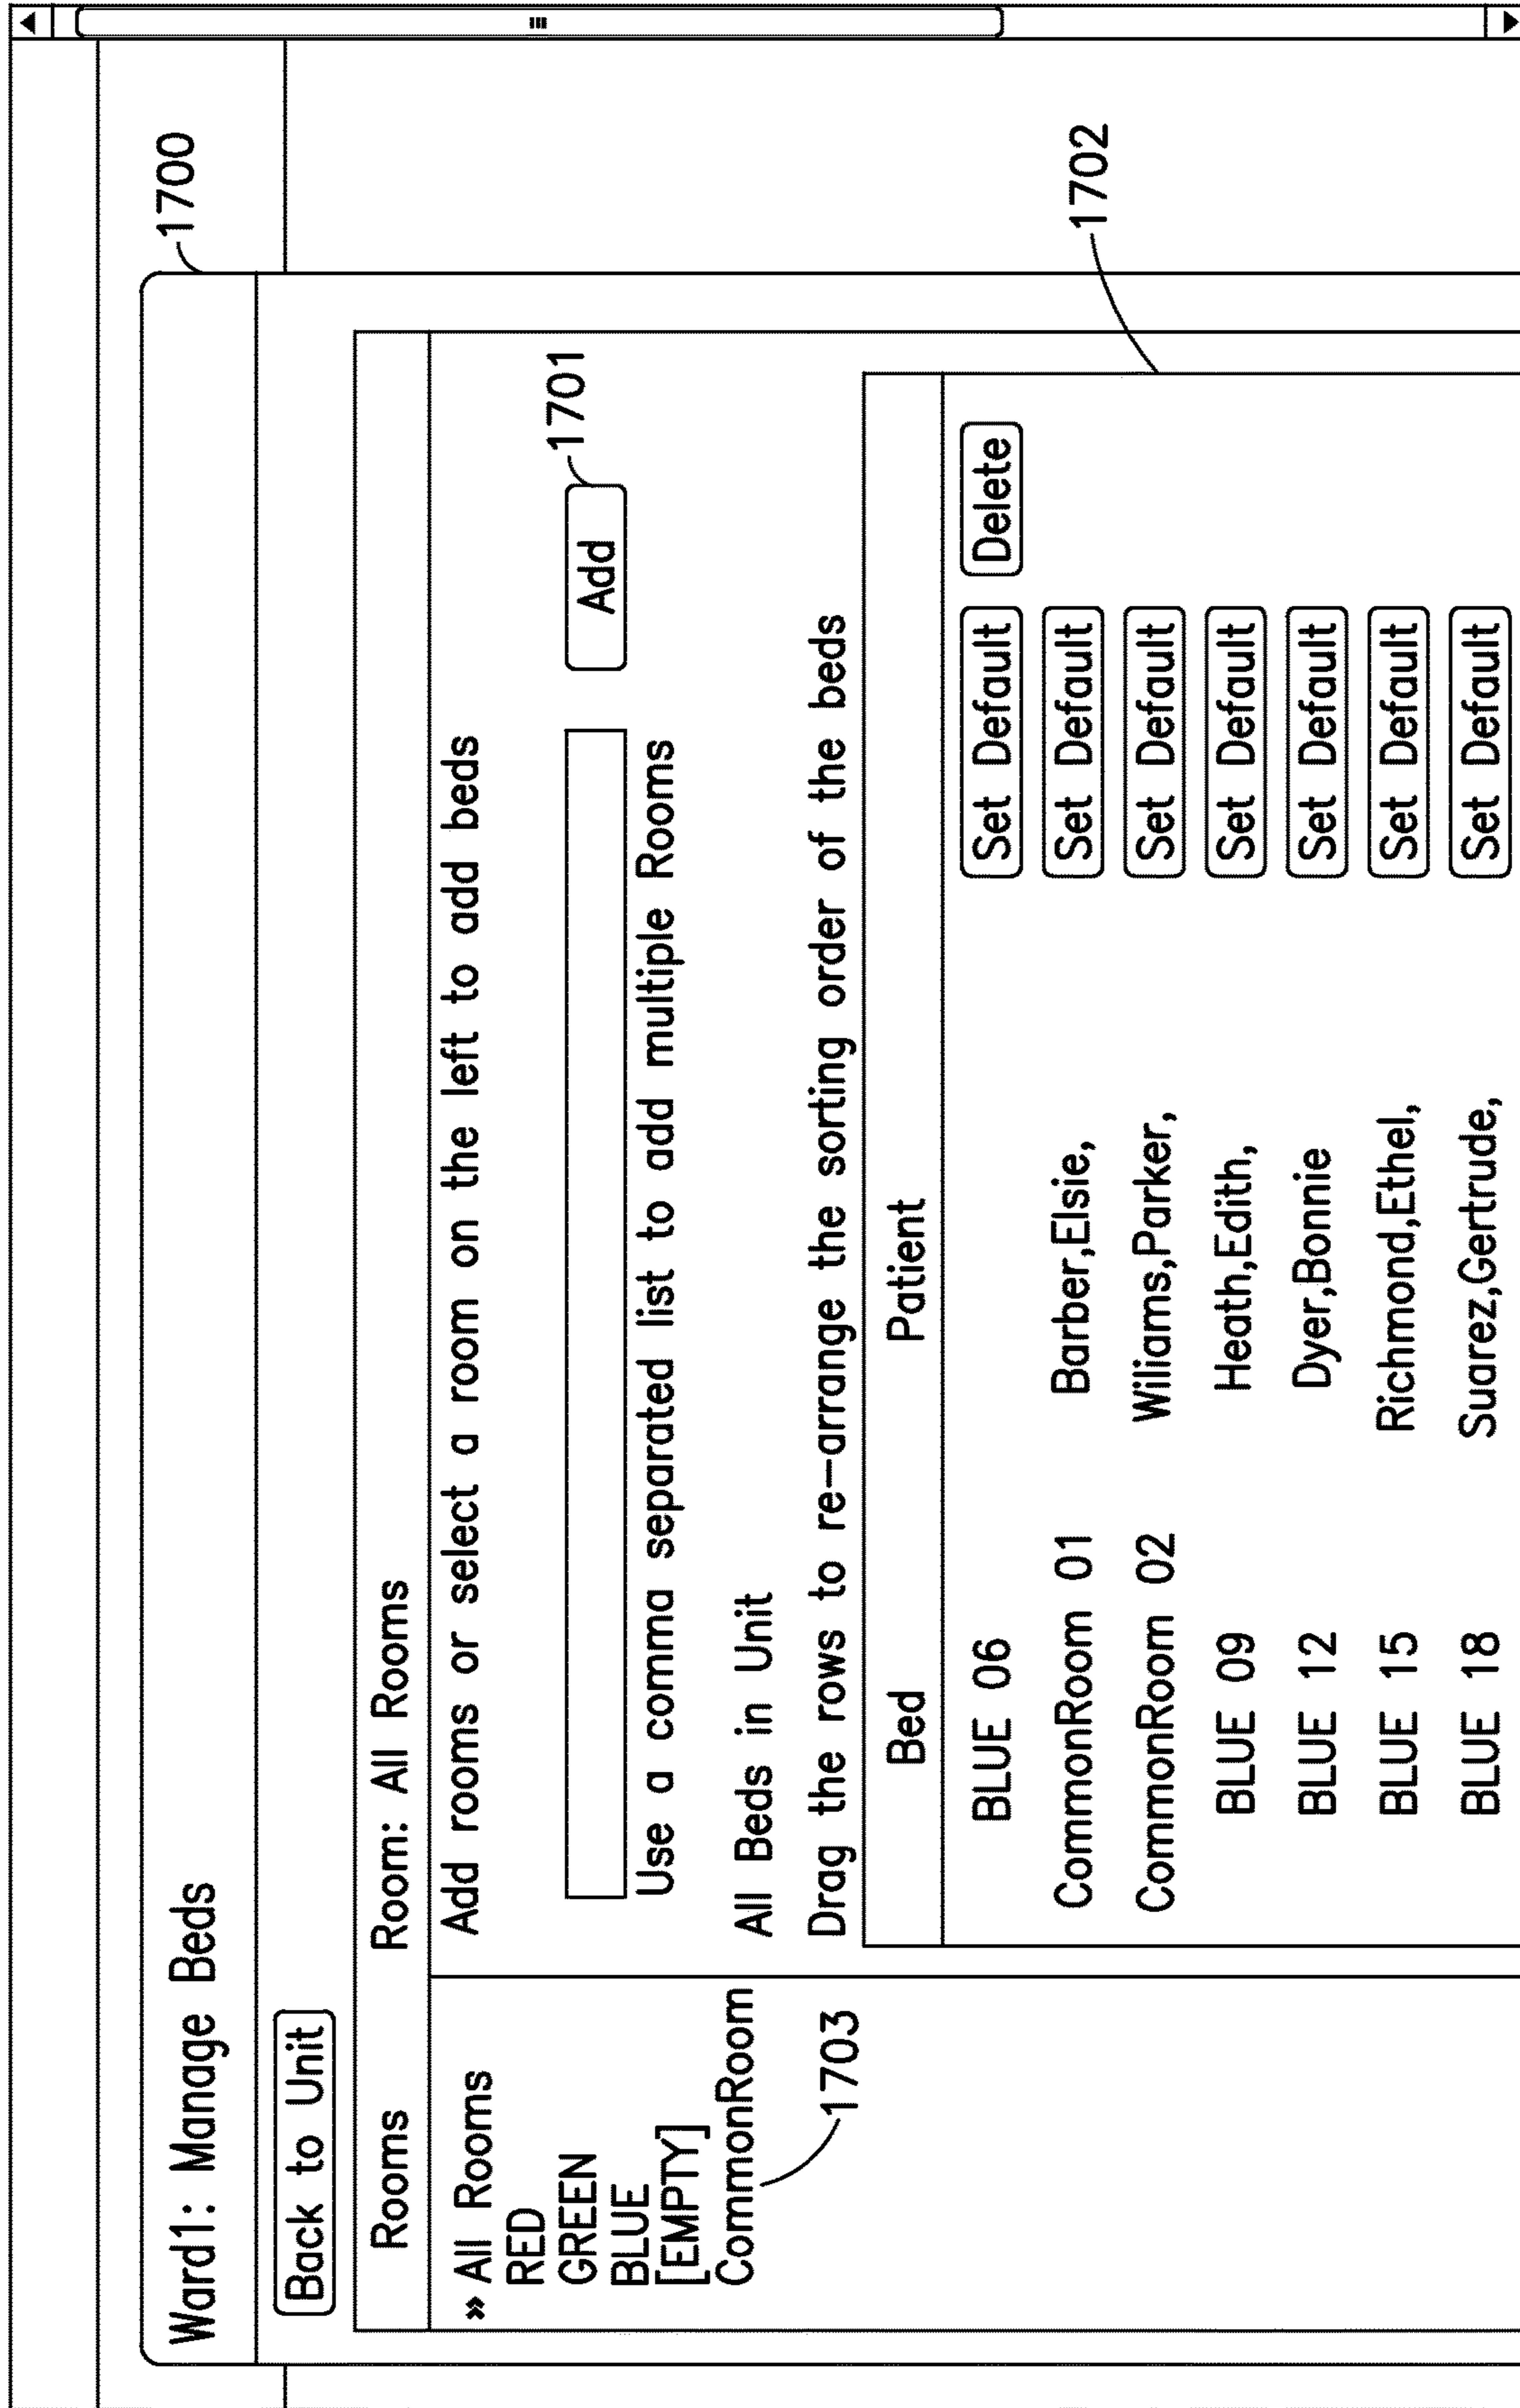 1700
Ward1: Manage Beds
Back to Unit
Rooms
Room: All Rooms
» All Rooms
RED
GREEN
BLUE
[EMPTY]
CommonRoom
1703
Add rooms or select a room on the left to add beds
Add
1701
Use a comma separated list to add multiple Rooms
All Beds in Unit
Drag the rows to re-arrange the sorting order of the beds
1702
Bed Patient
BLUE 06 Set Default Delete
CommonRoom 01 Barber,Elsie, Set Default
CommonRoom 02 Wiliams,Parker, Set Default
BLUE 09 Heath,Edith, Set Default
BLUE 12 Dyer,Bonnie Set Default
BLUE 15 Richmond,Ethel, Set Default
BLUE 18 Suarez,Gertrude, Set Default